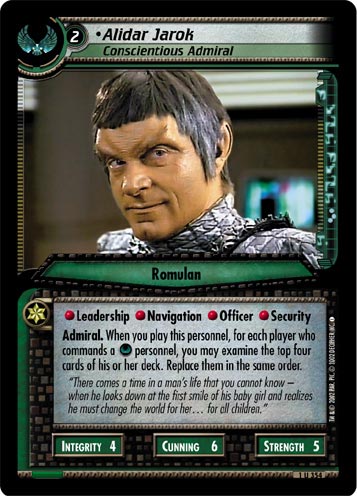 2 •Alidar Jarok
Conscientious Admiral
Romulan
Leadership Navigation Officer Security
Admiral. When you play this personnel, for each player who
commands a personnel, you may examine the top four
cards of his or her deck. Replace them in the same order.
"There comes a time in a man's life that you cannot know –
when he looks down at the first smile of his baby girl and realizes
he must change the world for her… for all children."
INTEGRITY 4 CUNNING 6 STRENGTH 5
1 U 354